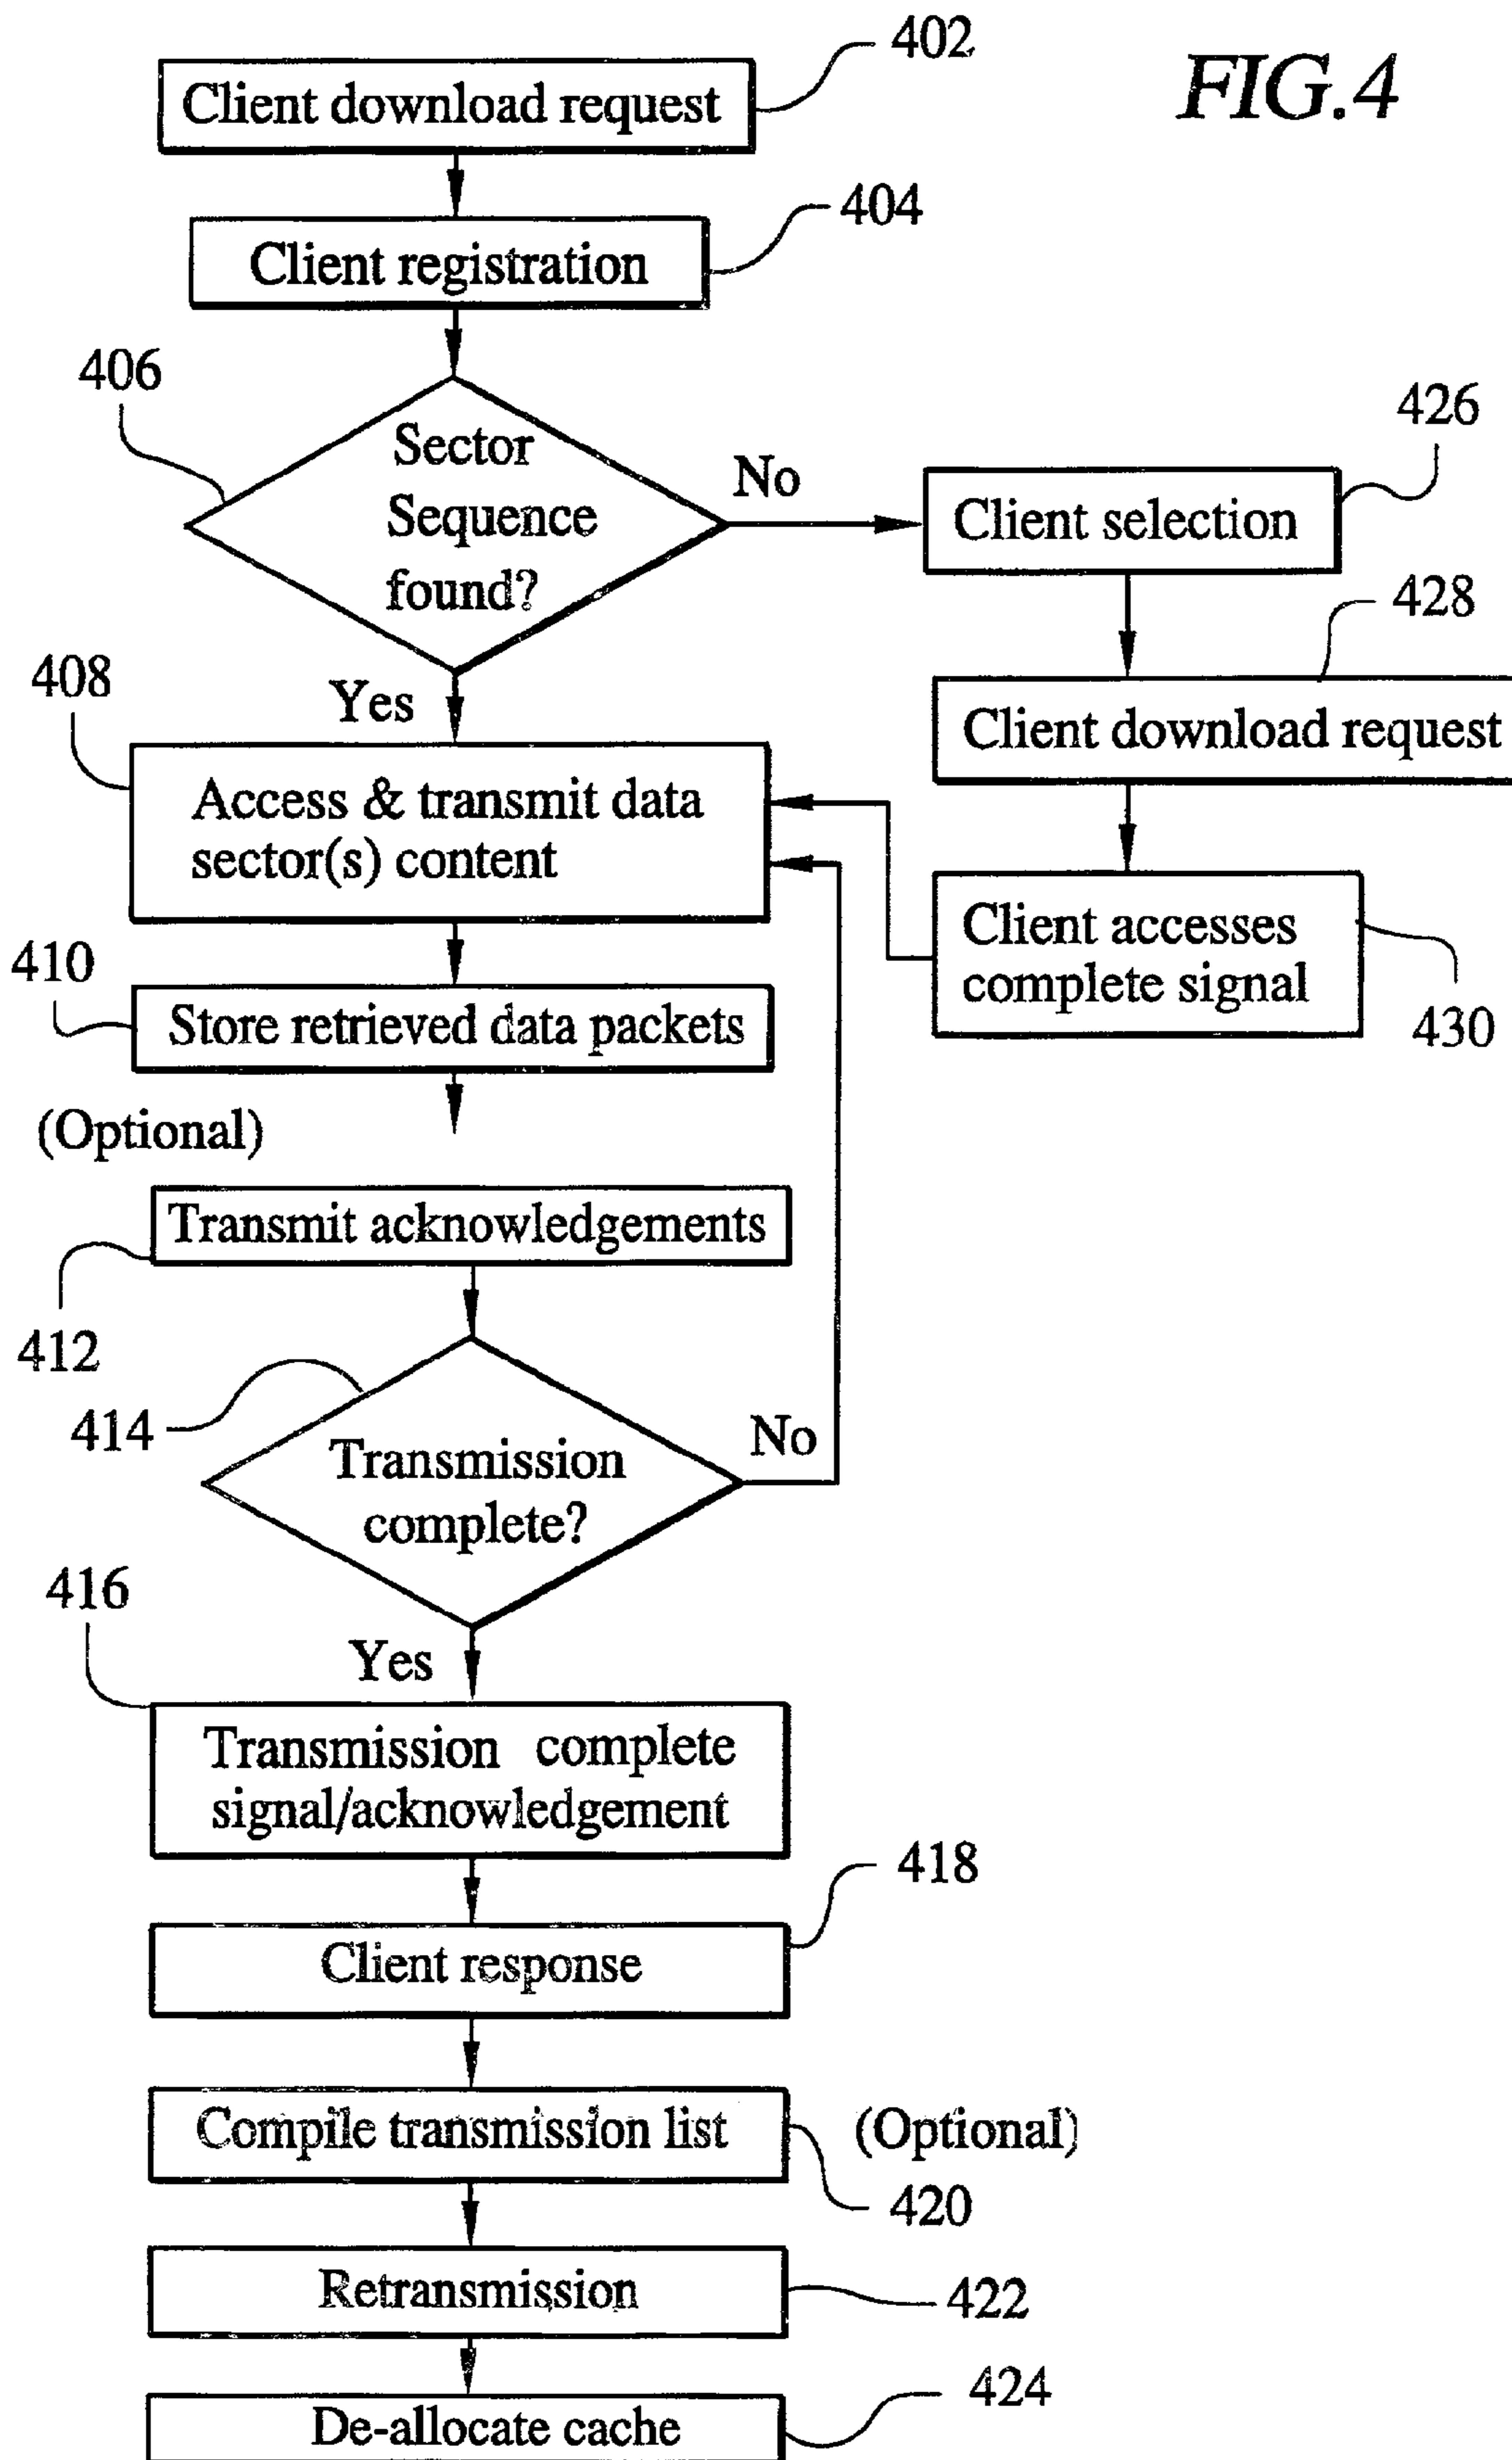 402
FIG.4
Client download request
404
Client registration
406
Sector
Sequence
found?
No
426
Client selection
428
408
Yes
Client download request
Access & transmit data
sector(s) content
Client accesses
complete signal
430
410
Store retrieved data packets
(Optional)
Transmit acknowledgements
412
414
No
Transmission
complete?
416
Yes
Transmission complete
signal/acknowledgement
418
Client response
Compile transmission list
(Optional)
420
Retransmission
422
424
De-allocate cache